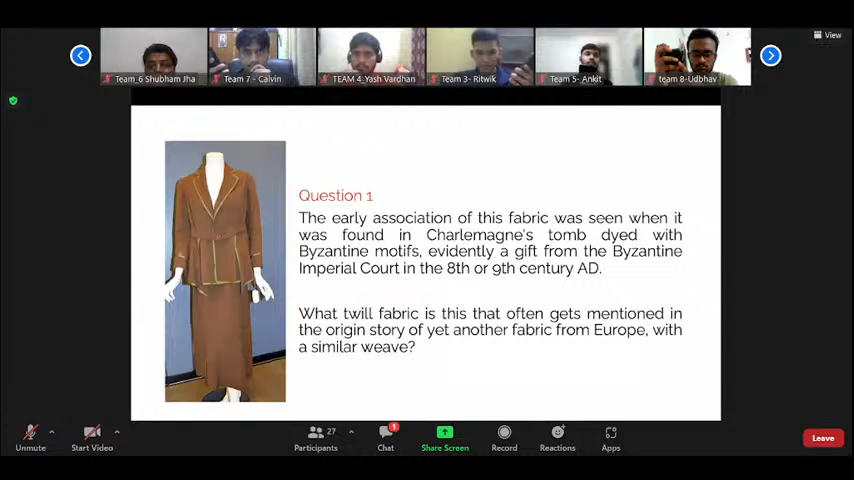 View
Team_6 Shubham Jha
Team 7 - Calvin
TEAM 4_Yash Vardhan
Team 3- Ritwik
Team 5- Ankit
team 8-Udbhav
Question 1
The early association of this fabric was seen when it
was found in Charlemagne's tomb dyed with
Byzantine motifs, evidently a gift from the Byzantine
Imperial Court in the 8th or 9th century AD.
What twill fabric is this that often gets mentioned in
the origin story of yet another fabric from Europe, with
a similar weave?
Unmute
Start Video
Participants
27
Chat
1
Share Screen
Record
Reactions
Apps
Leave